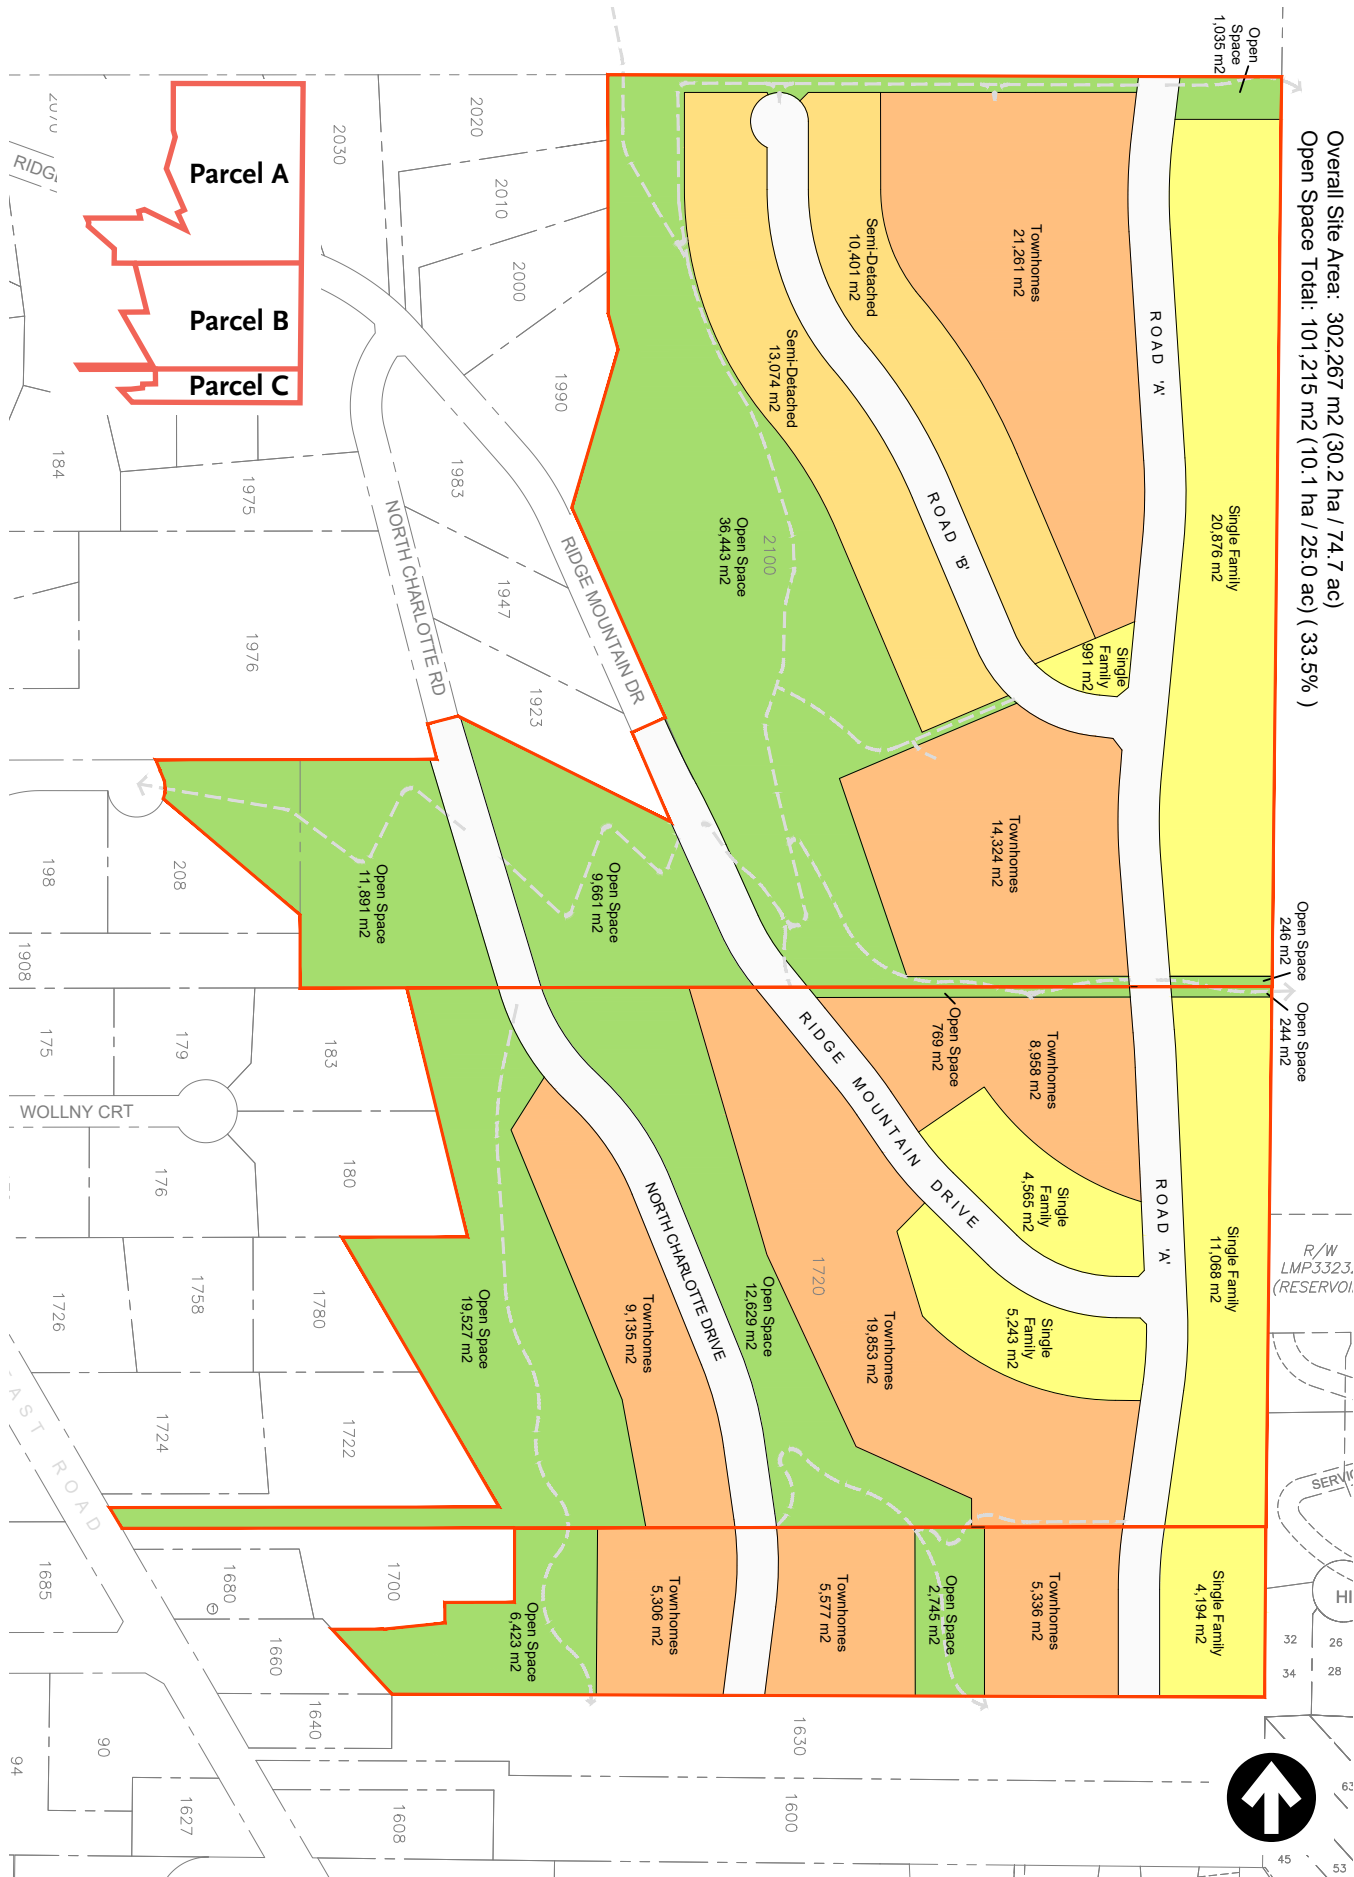 Overall Site Area: 302,267 m2 (30.2 ha / 74.7 ac)
Open Space Total: 101,215 m2 (10.1 ha / 25.0 ac) ( 33.5% )
Open
Space
1,035 m2
Parcel A
Parcel B
Parcel C
Townhomes
21,261 m2
Semi-Detached
10,401 m2
Semi-Detached
13,074 m2
ROAD 'A'
ROAD 'B'
Single Family
20,876 m2
Open Space
36,443 m2
2100
Single
Family
991 m2
Townhomes
14,324 m2
Open Space
246 m2
Open Space
244 m2
Open Space
769 m2
Open Space
11,891 m2
Open Space
9,661 m2
Townhomes
8,958 m2
RIDGE MOUNTAIN DRIVE
Single
Family
4,565 m2
Single
Family
5,243 m2
ROAD 'A'
Single Family
11,068 m2
NORTH CHARLOTTE DRIVE
Open Space
12,629 m2
1720
Townhomes
19,853 m2
Townhomes
9,135 m2
Open Space
19,527 m2
Open Space
6,423 m2
Townhomes
5,306 m2
Townhomes
5,577 m2
Open Space
2,745 m2
Townhomes
5,336 m2
Single Family
4,194 m2
RIDGE MOUNTAIN DR
NORTH CHARLOTTE RD
WOLLNY CRT
EAST ROAD
RIDG
2030
2020
2010
2000
1990
1983
1947
1923
1975
184
1976
198
208
1908
175
179
183
176
180
1726
1758
1780
1724
1722
1685
1680
1700
1660
1640
90
94
1627
1608
1630
1600
R/W
LMP3323
(RESERVOI
SERVIC
HI
32
26
34
28
63
45
53